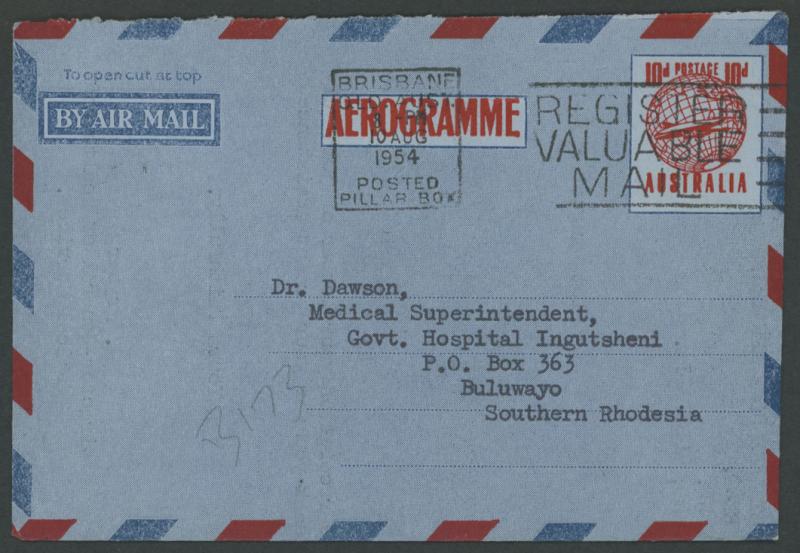 To open cut at top
BY AIR MAIL
BRISBANE
10 AUG
1954
POSTED
PILLAR BOX
AEROGRAMME
REGISTER
VALUABLE
MAIL
10d POSTAGE 10d
AUSTRALIA
Dr. Dawson,
Medical Superintendent,
Govt. Hospital Ingutsheni
P.O. Box 363
Buluwayo
Southern Rhodesia
3173